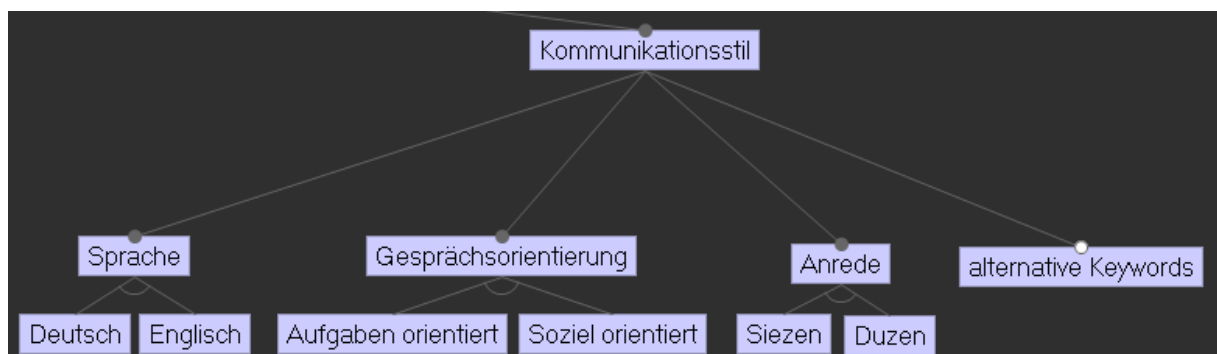 Kommunikationsstil
Sprache
Gesprächsorientierung
Anrede
alternative Keywords
Deutsch
Englisch
Aufgaben orientiert
Soziel orientiert
Siezen
Duzen